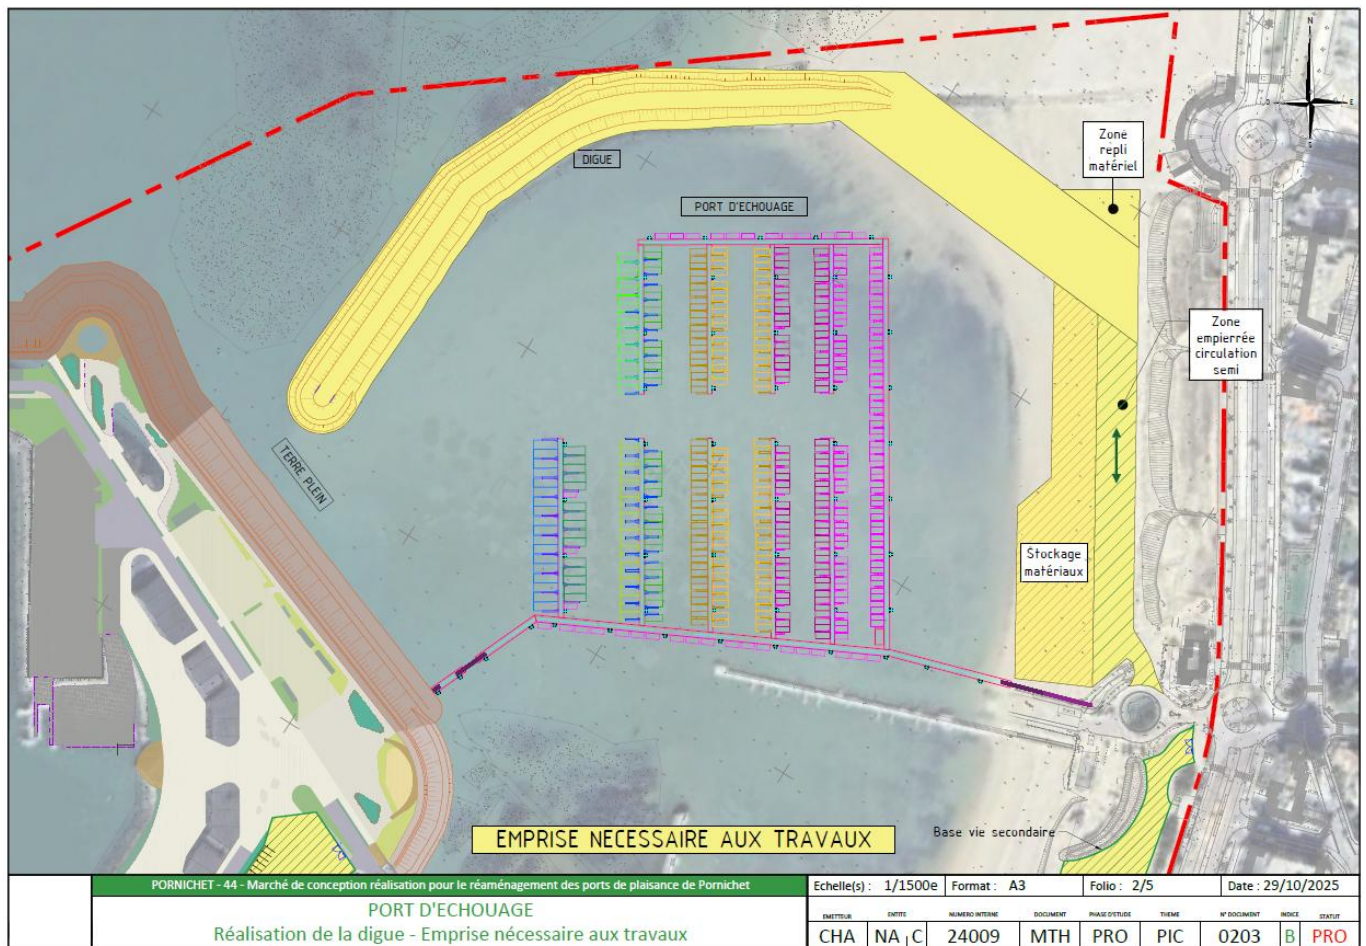 N
E
S
Zone
repli
matériel
DIGUE
PORT D'ECHOUAGE
Zone
empierrée
circulation
semi
TERRE PLEIN
Stockage
matériaux
Base vie secondaire
EMPRISE NECESSAIRE AUX TRAVAUX
PORNICHET - 44 - Marché de conception réalisation pour le réaménagement des ports de plaisance de Pornichet
PORT D'ECHOUAGE
Réalisation de la digue - Emprise nécessaire aux travaux
Echelle(s) : 1/1500e Format : A3 Folio : 2/5 Date : 29/10/2025
EMETTEUR ENTITE NUMERO INTERNE DOCUMENT PHASE D'ETUDE THEME N° DOCUMENT INDICE STATUT
CHA NA C 24009 MTH PRO PIC 0203 B PRO